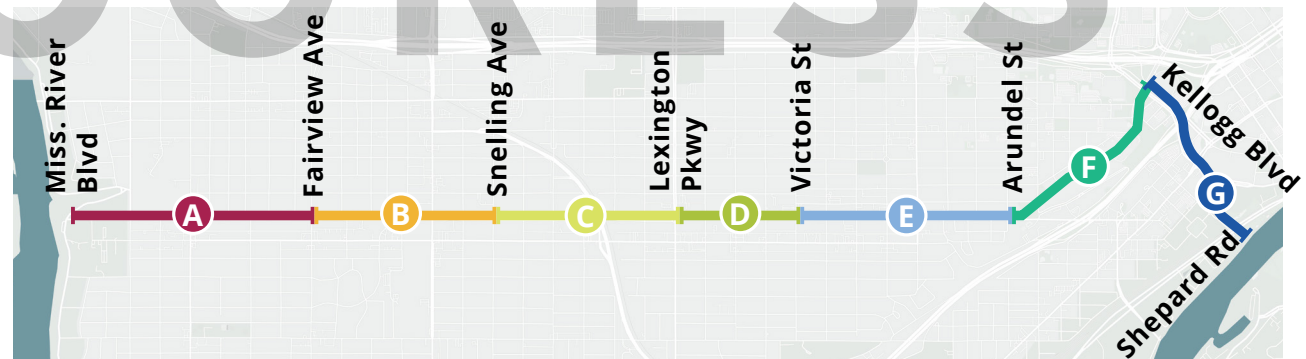 Miss. River
Blvd
Fairview Ave
Snelling Ave
Lexington
Pkwy
Victoria St
Arundel St
Kellogg Blvd
Shepard Rd
A
B
C
D
E
F
G